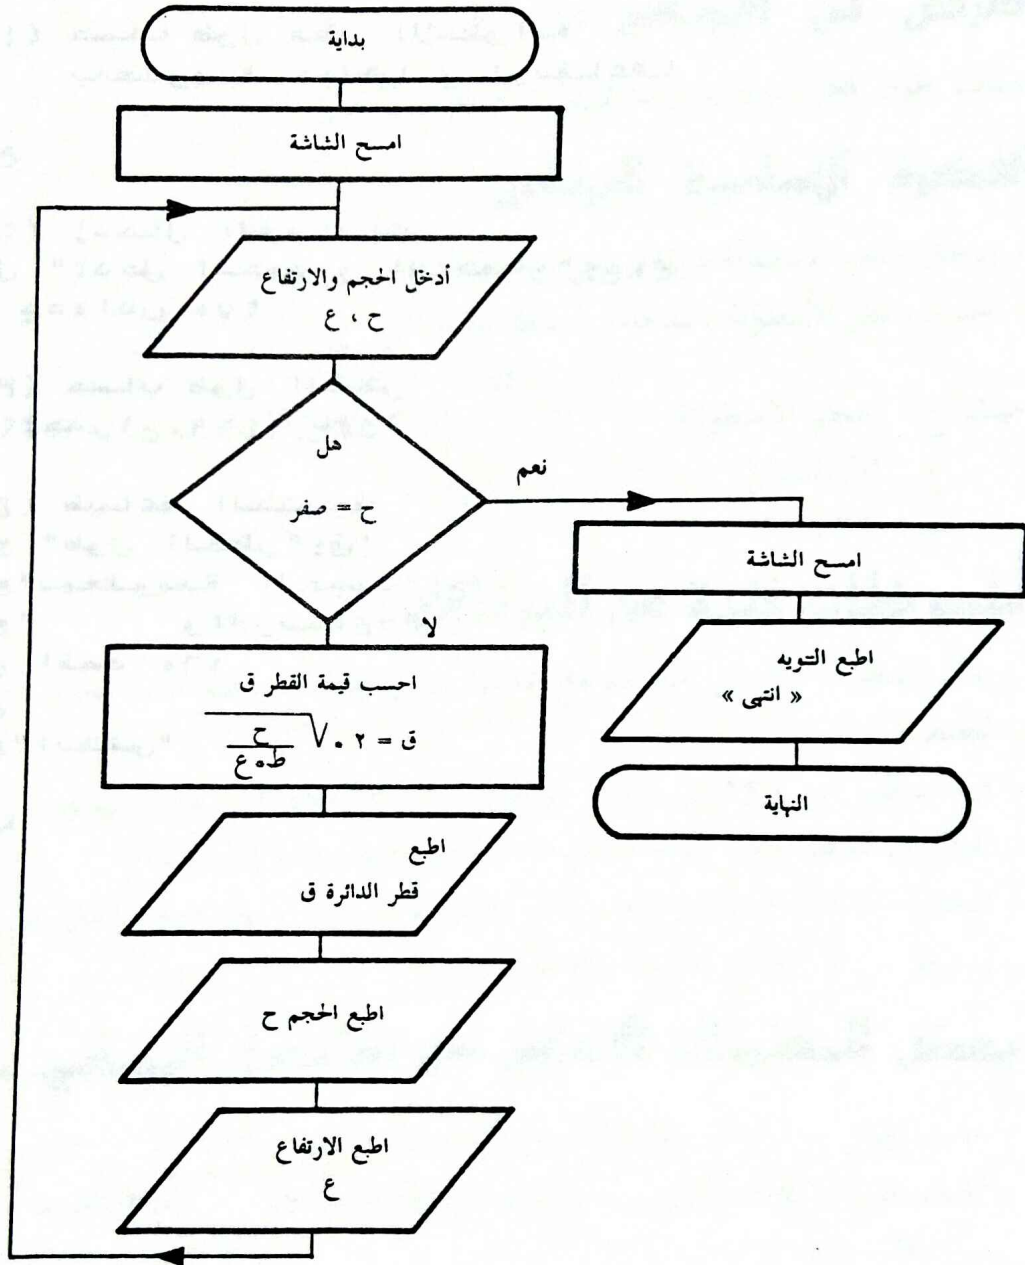 بداية
امسح الشاشة
أدخل الحجم والارتفاع
ح ، ع
هل
ح = صفر
نعم
لا
امسح الشاشة
اطبع التويه
« انتهى »
النهاية
احسب قيمة القطر ق
ق = ٢ . √ ح / ط . ع
اطبع
قطر الدائرة ق
اطبع الحجم ح
اطبع الارتفاع
ع